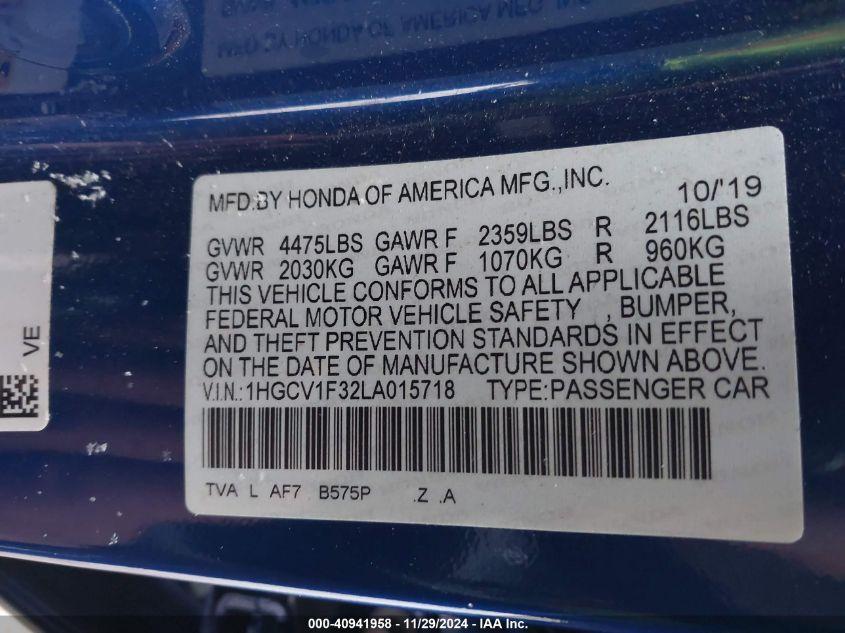 MFD.BY HONDA OF AMERICA MFG.,INC. 10/'19
GVWR 4475LBS GAWR F 2359LBS R 2116LBS
GVWR 2030KG GAWR F 1070KG R 960KG
THIS VEHICLE CONFORMS TO ALL APPLICABLE
FEDERAL MOTOR VEHICLE SAFETY , BUMPER,
AND THEFT PREVENTION STANDARDS IN EFFECT
ON THE DATE OF MANUFACTURE SHOWN ABOVE.
V.I.N.:1HGCV1F32LA015718 TYPE:PASSENGER CAR
TVA L AF7 B575P .Z .A
VE
000-40941958 — 11/29/2024 — IAA Inc.